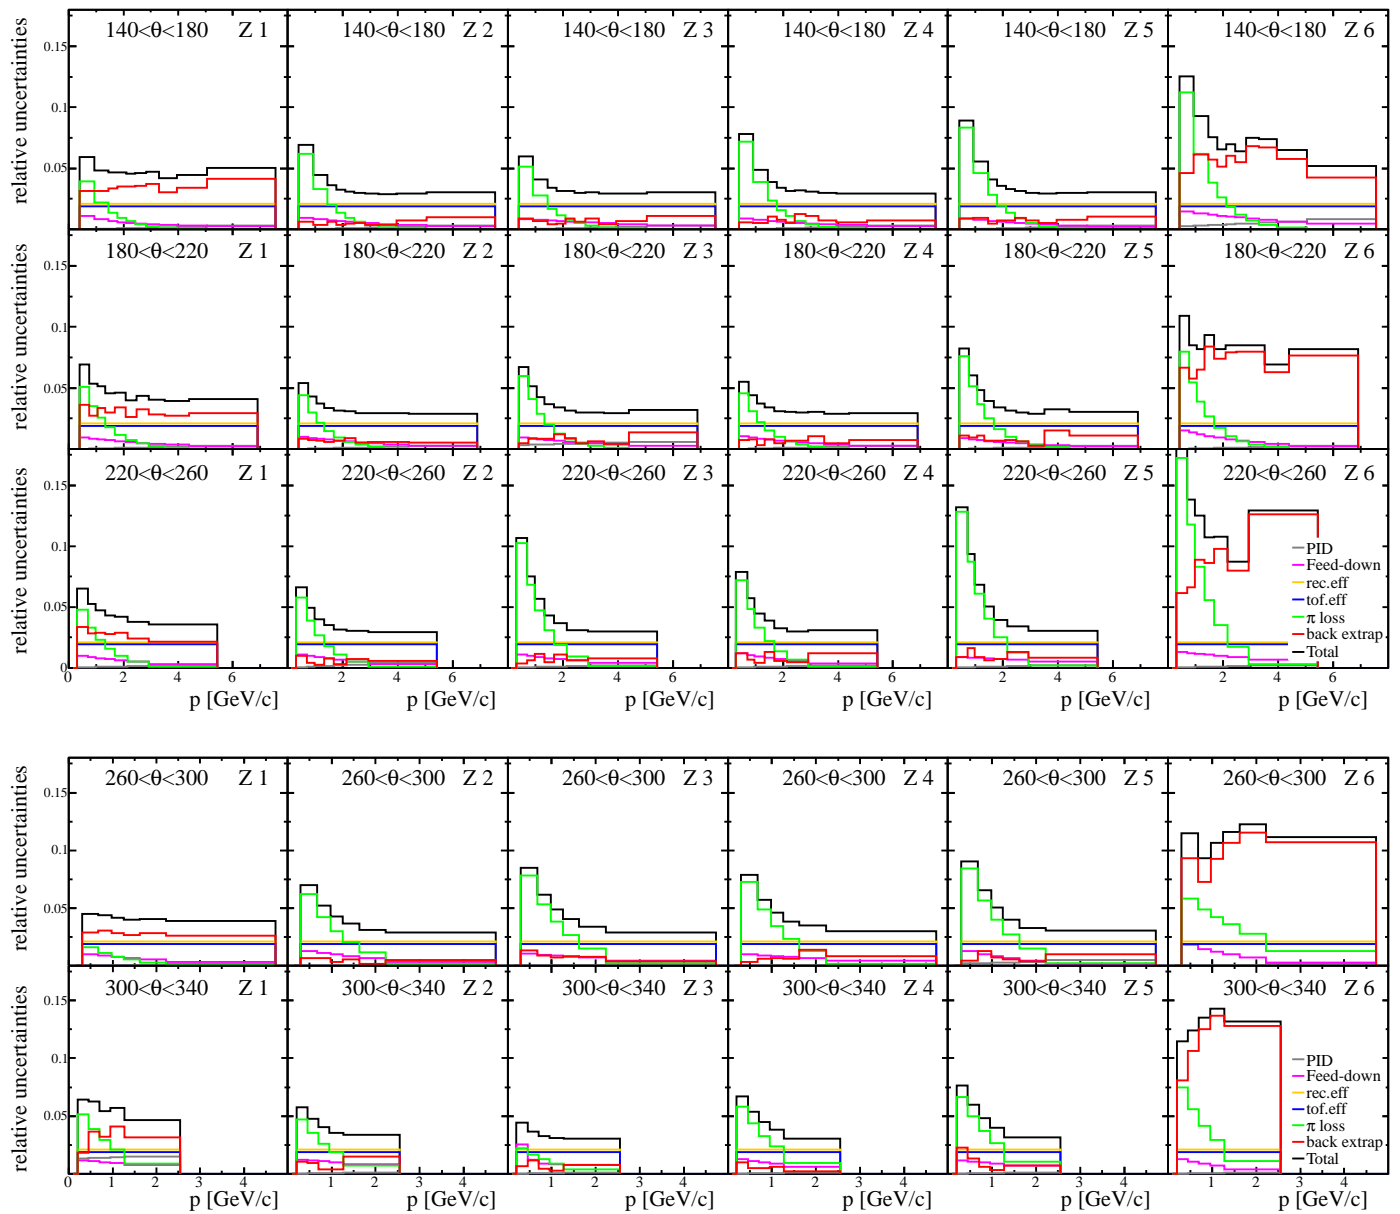 relative uncertainties
0.15
0.1
0.05
140<θ<180 Z 1
140<θ<180 Z 2
140<θ<180 Z 3
140<θ<180 Z 4
140<θ<180 Z 5
140<θ<180 Z 6
relative uncertainties
0.15
0.1
0.05
180<θ<220 Z 1
180<θ<220 Z 2
180<θ<220 Z 3
180<θ<220 Z 4
180<θ<220 Z 5
180<θ<220 Z 6
relative uncertainties
0.15
0.1
0.05
0
220<θ<260 Z 1
220<θ<260 Z 2
220<θ<260 Z 3
220<θ<260 Z 4
220<θ<260 Z 5
220<θ<260 Z 6
PID
Feed-down
rec.eff
tof.eff
π loss
back extrap.
Total
0 2 4 6
2 4 6
2 4 6
2 4 6
2 4 6
2 4 6
p [GeV/c]
p [GeV/c]
p [GeV/c]
p [GeV/c]
p [GeV/c]
p [GeV/c]
relative uncertainties
0.15
0.1
0.05
260<θ<300 Z 1
260<θ<300 Z 2
260<θ<300 Z 3
260<θ<300 Z 4
260<θ<300 Z 5
260<θ<300 Z 6
relative uncertainties
0.15
0.1
0.05
300<θ<340 Z 1
300<θ<340 Z 2
300<θ<340 Z 3
300<θ<340 Z 4
300<θ<340 Z 5
300<θ<340 Z 6
PID
Feed-down
rec.eff
tof.eff
π loss
back extrap.
Total
0 1 2 3 4
1 2 3 4
1 2 3 4
1 2 3 4
1 2 3 4
1 2 3 4
p [GeV/c]
p [GeV/c]
p [GeV/c]
p [GeV/c]
p [GeV/c]
p [GeV/c]